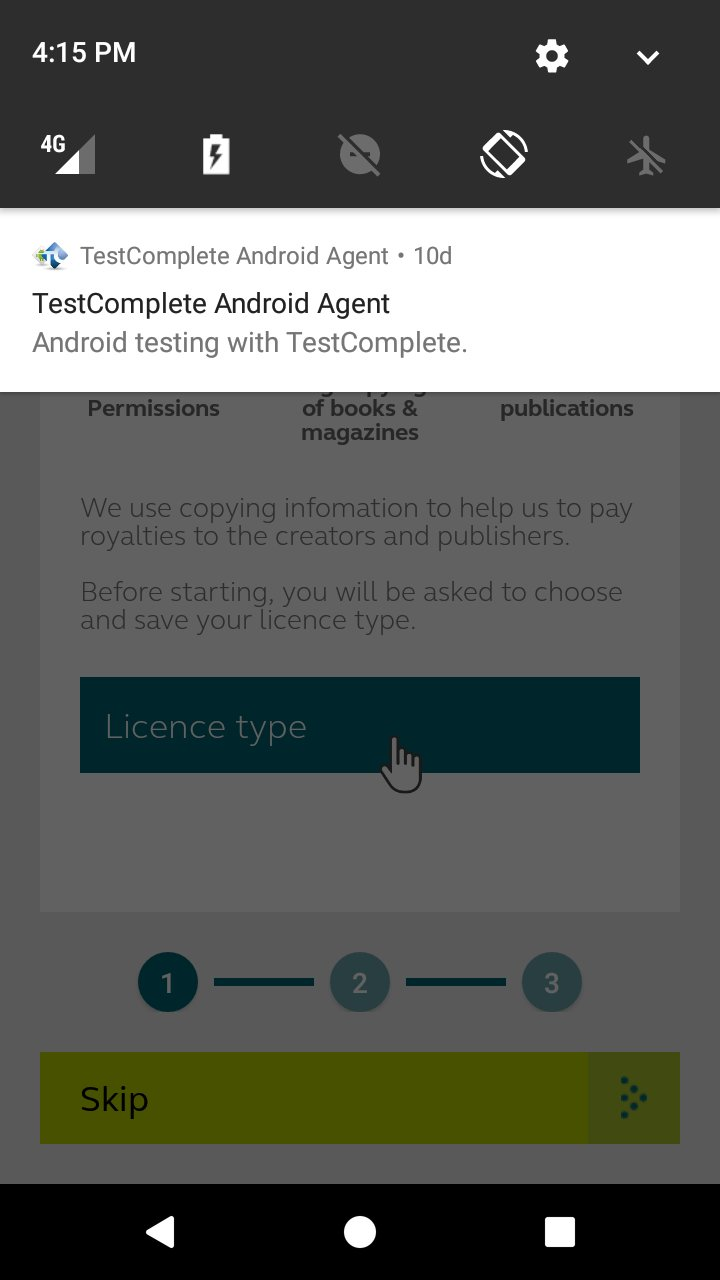 4:15 PM
4G
TestComplete Android Agent • 10d
TestComplete Android Agent
Android testing with TestComplete.
Permissions
of books &
magazines
publications
We use copying infomation to help us to pay
royalties to the creators and publishers.
Before starting, you will be asked to choose
and save your licence type.
Licence type
1
2
3
Skip